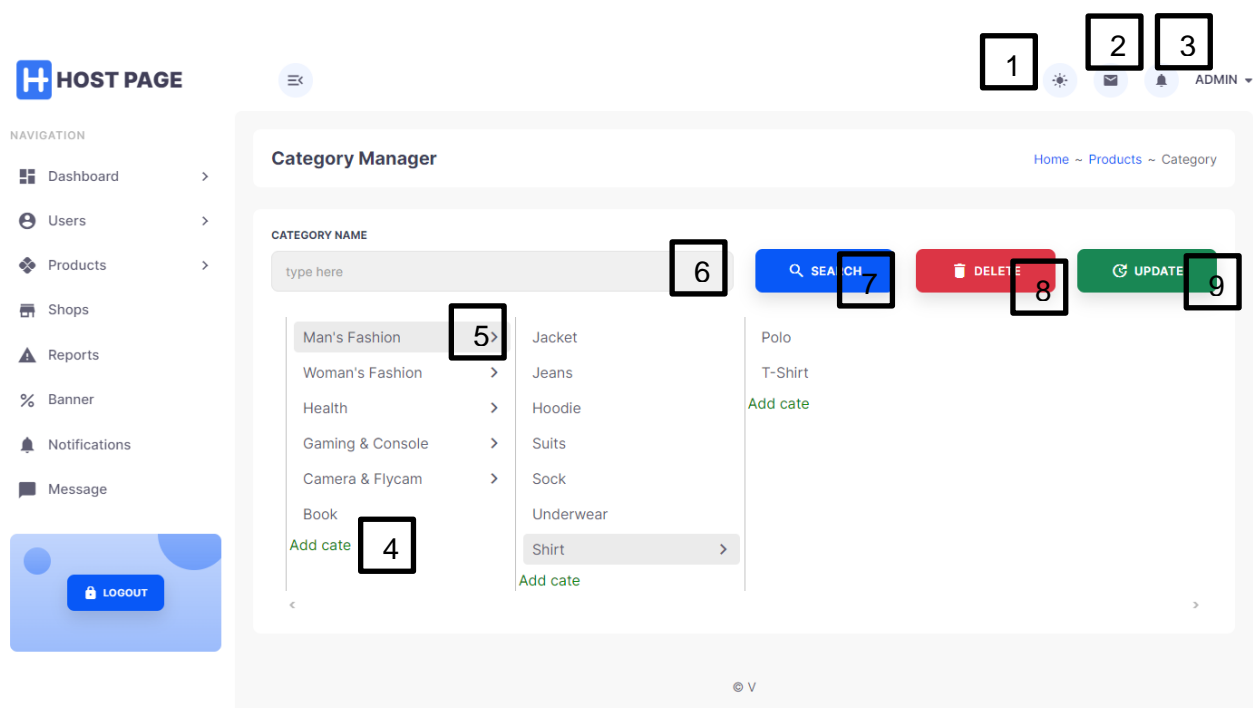 1
2
3
HOST PAGE
ADMIN
NAVIGATION
Dashboard
Users
Products
Shops
Reports
Banner
Notifications
Message
LOGOUT
Category Manager
Home ~ Products ~ Category
CATEGORY NAME
type here
6
SEARCH
7
DELETE
8
UPDATE
9
Man's Fashion
5
Woman's Fashion
Health
Gaming & Console
Camera & Flycam
Book
Add cate
4
Jacket
Jeans
Hoodie
Suits
Sock
Underwear
Shirt
Add cate
Polo
T-Shirt
Add cate
© V